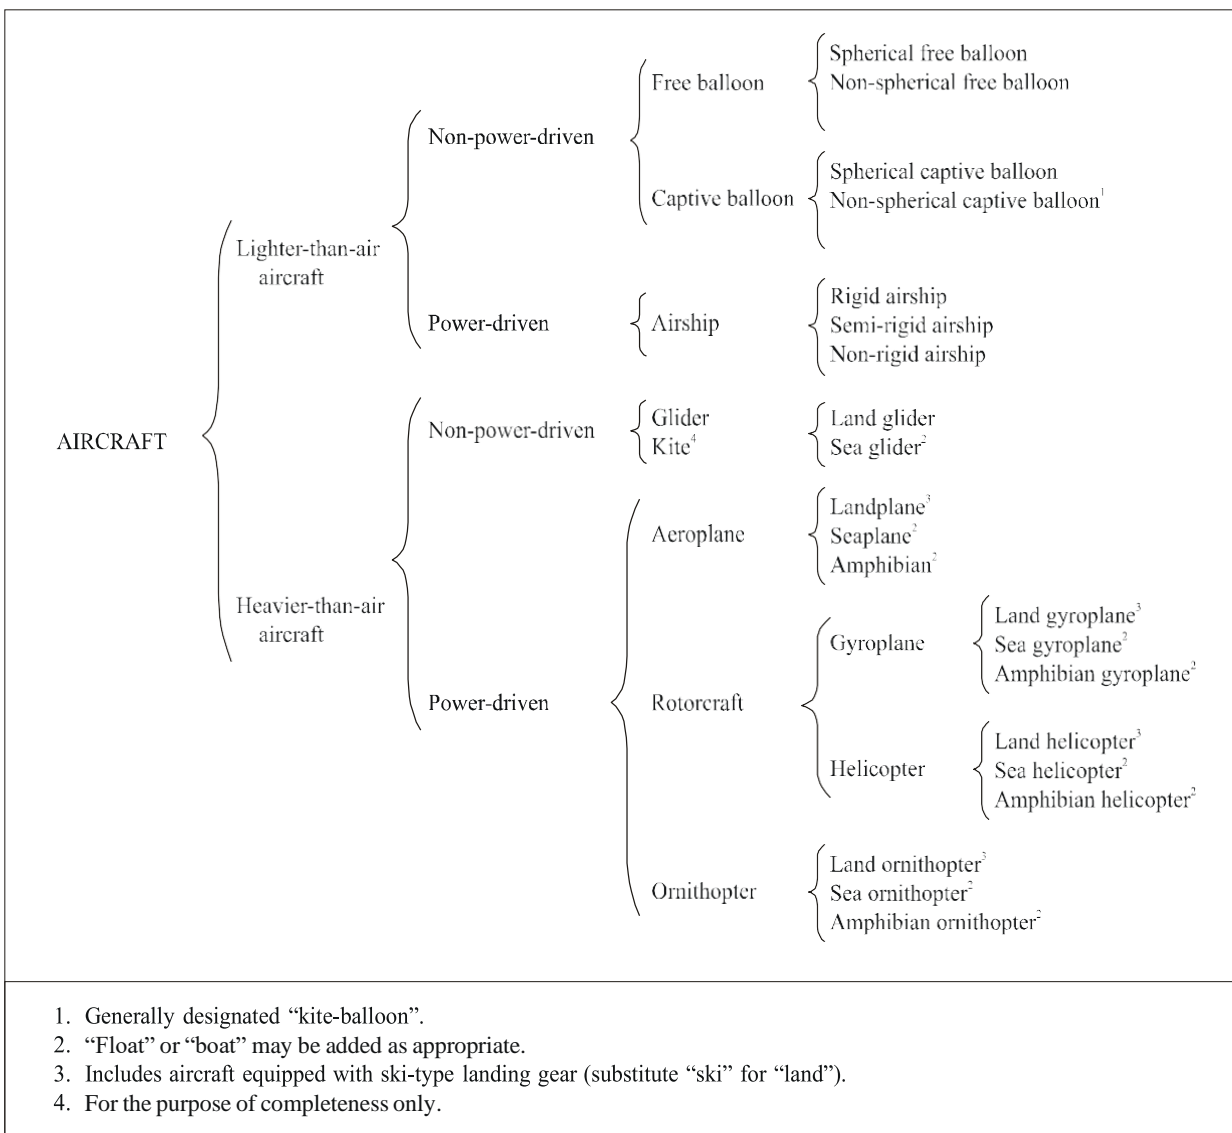 AIRCRAFT
Lighter-than-air
aircraft
Non-power-driven
Free balloon
Spherical free balloon
Non-spherical free balloon
Captive balloon
Spherical captive balloon
Non-spherical captive balloon¹
Power-driven
Airship
Rigid airship
Semi-rigid airship
Non-rigid airship
Heavier-than-air
aircraft
Non-power-driven
Glider
Kite⁴
Land glider
Sea glider²
Power-driven
Aeroplane
Landplane³
Seaplane²
Amphibian²
Rotorcraft
Gyroplane
Land gyroplane³
Sea gyroplane²
Amphibian gyroplane²
Helicopter
Land helicopter³
Sea helicopter²
Amphibian helicopter²
Ornithopter
Land ornithopter³
Sea ornithopter²
Amphibian ornithopter²
1. Generally designated “kite-balloon”.
2. “Float” or “boat” may be added as appropriate.
3. Includes aircraft equipped with ski-type landing gear (substitute “ski” for “land”).
4. For the purpose of completeness only.